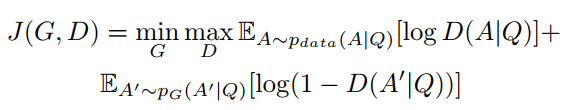 J(G, D) = min_G max_D 𝔼_{A∼p_{data}(A|Q)}[log D(A|Q)]+
𝔼_{A′∼p_G(A′|Q)}[log(1 − D(A′|Q))]